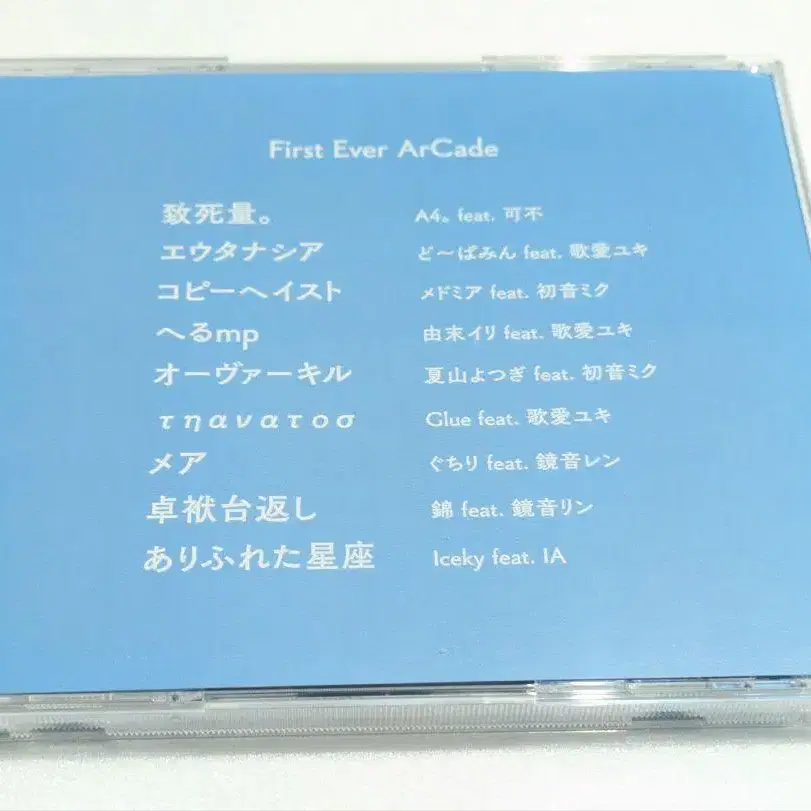 First Ever ArCade
致死量。 A4。feat. 可不
エウタナシア ど〜ぱみん feat. 歌愛ユキ
コピーヘイスト メドミア feat. 初音ミク
へるmp 由末イリ feat. 歌愛ユキ
オーヴァーキル 夏山よつぎ feat. 初音ミク
τηανατοσ Glue feat. 歌愛ユキ
メア ぐちり feat. 鏡音レン
卓袱台返し 錦 feat. 鏡音リン
ありふれた星座 Iceky feat. IA